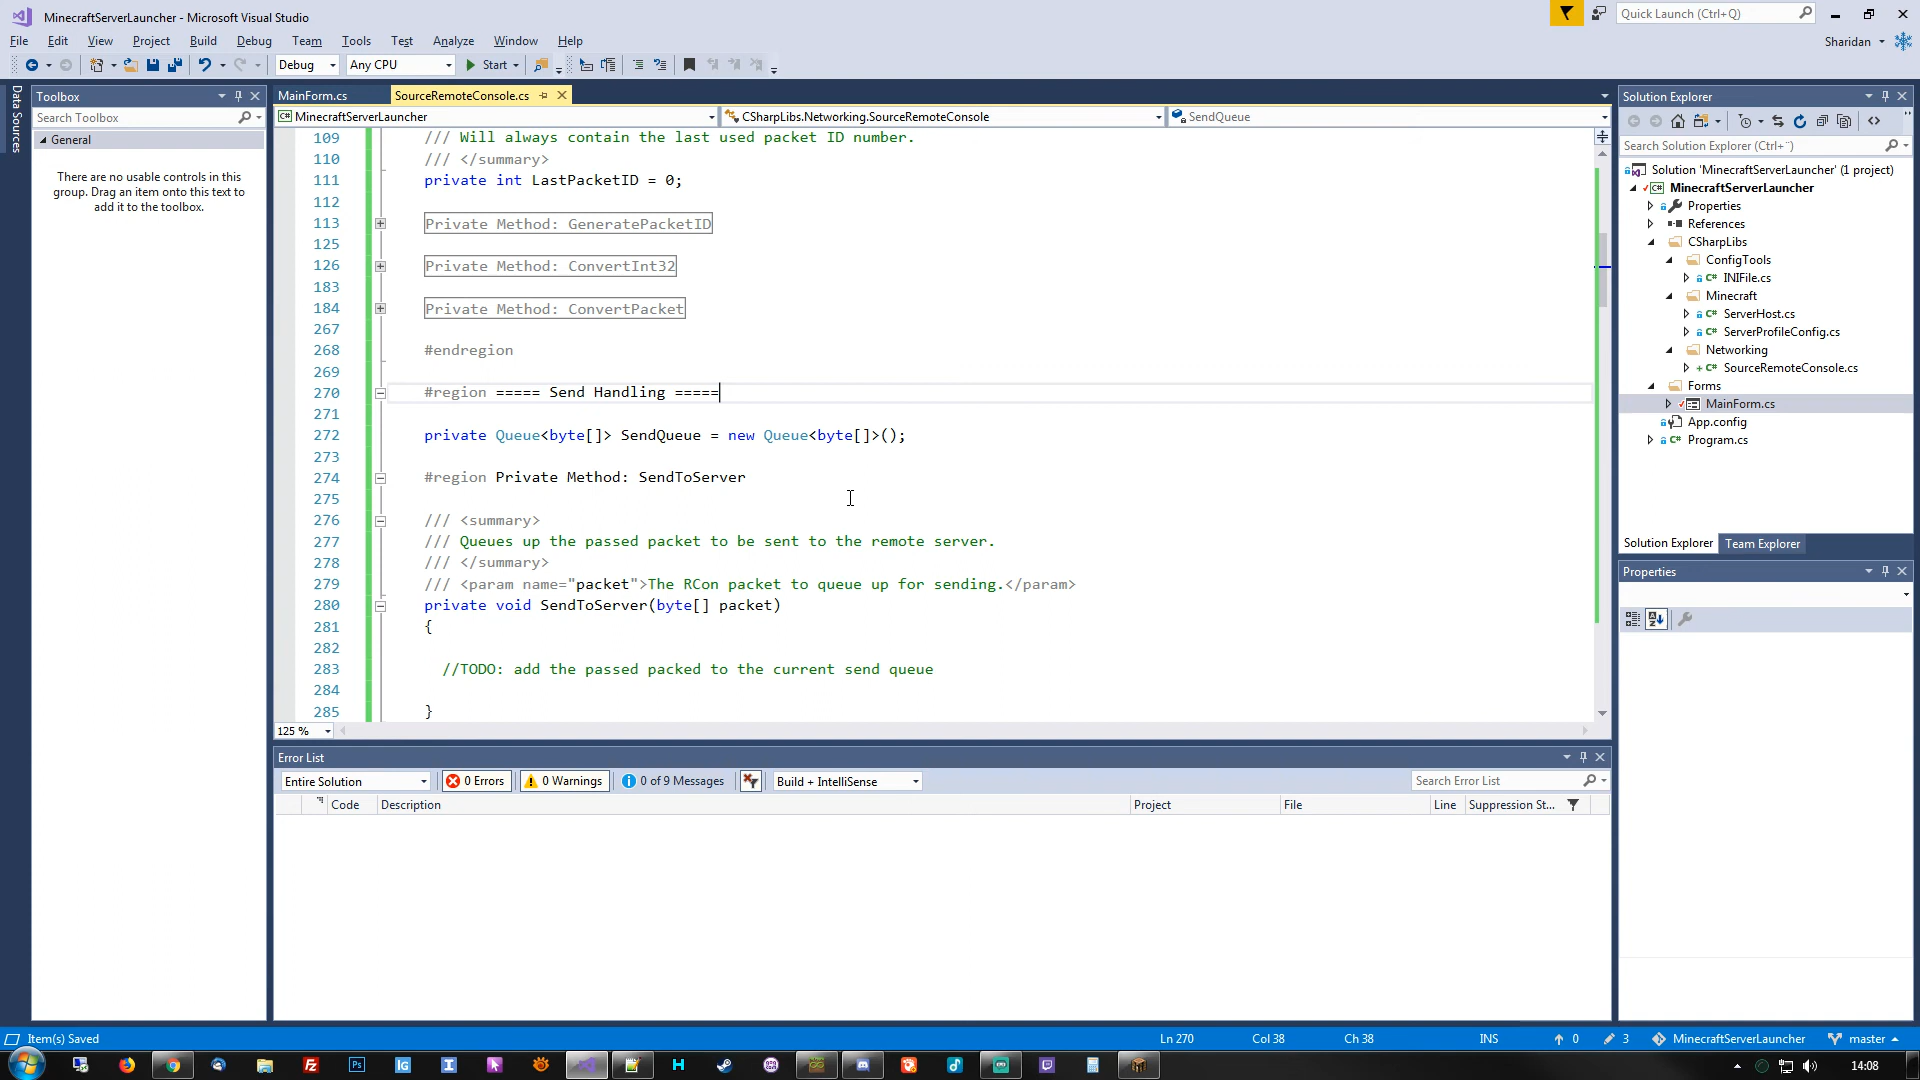 MinecraftServerLauncher - Microsoft Visual Studio
Quick Launch (Ctrl+Q)
File Edit View Project Build Debug Team Tools Test Analyze Window Help
Sharidan
Debug Any CPU Start
Data Sources
Toolbox
Search Toolbox
General
There are no usable controls in this
group. Drag an item onto this text to
add it to the toolbox.
MainForm.cs SourceRemoteConsole.cs
MinecraftServerLauncher CSharpLibs.Networking.SourceRemoteConsole SendQueue
109 /// Will always contain the last used packet ID number.
110 /// </summary>
111 private int LastPacketID = 0;
112
113 Private Method: GeneratePacketID
125
126 Private Method: ConvertInt32
183
184 Private Method: ConvertPacket
267
268 #endregion
269
270 #region ===== Send Handling =====
271
272 private Queue<byte[]> SendQueue = new Queue<byte[]>();
273
274 #region Private Method: SendToServer
275
276 /// <summary>
277 /// Queues up the passed packet to be sent to the remote server.
278 /// </summary>
279 /// <param name="packet">The RCon packet to queue up for sending.</param>
280 private void SendToServer(byte[] packet)
281 {
282
283 //TODO: add the passed packed to the current send queue
284
285 }
125 %
Error List
Entire Solution 0 Errors 0 Warnings 0 of 9 Messages Build + IntelliSense Search Error List
Code Description Project File Line Suppression St...
Solution Explorer
Search Solution Explorer (Ctrl+¨)
Solution 'MinecraftServerLauncher' (1 project)
MinecraftServerLauncher
Properties
References
CSharpLibs
ConfigTools
INIFile.cs
Minecraft
ServerHost.cs
ServerProfileConfig.cs
Networking
SourceRemoteConsole.cs
Forms
MainForm.cs
App.config
Program.cs
Solution Explorer Team Explorer
Properties
Item(s) Saved Ln 270 Col 38 Ch 38 INS 0 3 MinecraftServerLauncher master
14:08